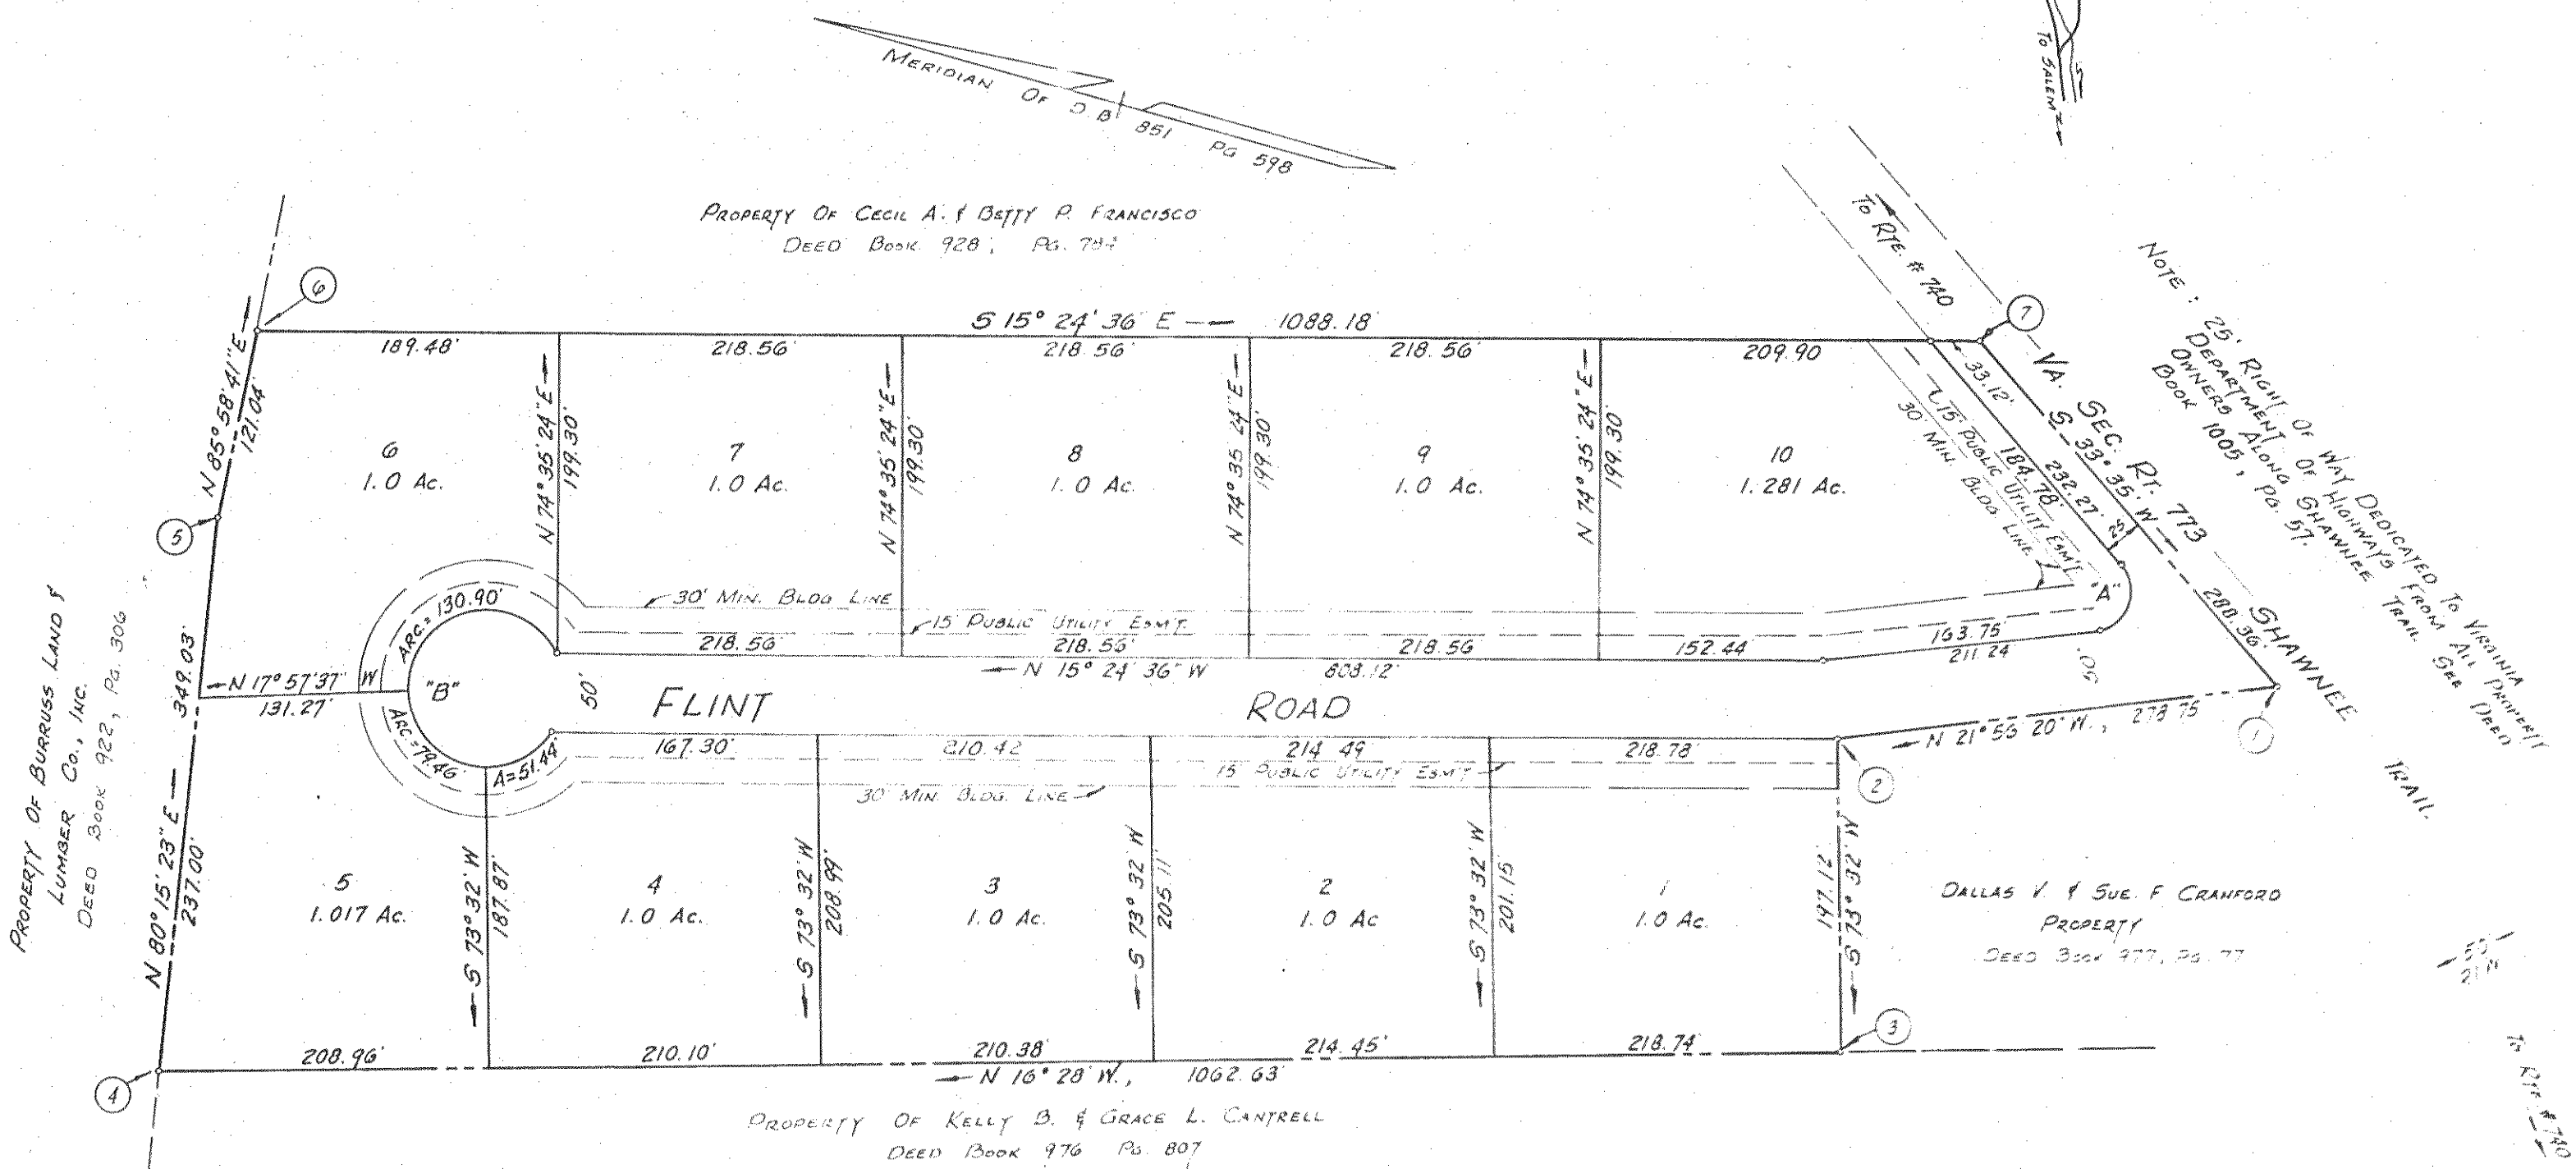 To SALEM
MERIDIAN OF D.B. 851 PG 598
PROPERTY OF CECIL A. & BETTY P. FRANCISCO
DEED BOOK 928, PG. 784
To RTE. # 740
NOTE: 25' RIGHT OF WAY DEDICATED TO VIRGINIA
DEPARTMENT OF HIGHWAYS FROM ALL PROPERTY
OWNERS ALONG SHAWNEE TRAIL. SEE DEED
BOOK 1005, PG. 57.
6
7
S 15° 24' 36" E 1088.18'
189.48'
218.56'
218.56'
218.56'
209.90
33.12'
N 85° 58' 41" E
121.04'
N 74° 35' 24" E
199.30'
N 74° 35' 24" E
199.30'
N 74° 35' 24" E
199.30'
N 74° 35' 24" E
199.30'
6
1.0 Ac.
7
1.0 Ac.
8
1.0 Ac.
9
1.0 Ac.
10
1.281 Ac.
15' PUBLIC UTILITY ESM'T
30' MIN. BLDG. LINE
184.78'
232.27'
25'
VA. SEC. RT. 773 SHAWNEE TRAIL
S 33° 35' W
288.36'
5
PROPERTY OF BURRUSS LAND &
LUMBER CO., INC.
DEED BOOK 922, PG. 306
ARC = 130.90'
30' MIN. BLDG LINE
15' PUBLIC UTILITY ESM'T.
"A"
218.56'
218.56'
218.56
152.44
163.75'
211.24
N 15° 24' 36" W 808.12'
50'
N 17° 57' 37" W
131.27'
"B"
50'
FLINT ROAD
N 21° 56' 20" W., 278.75
1
349.03'
ARC = 79.46'
A=51.44'
167.30'
210.42
214.49'
218.78'
15' PUBLIC UTILITY ESM'T
30' MIN. BLDG. LINE
2
N 80° 15' 23" E
237.00'
S 73° 32' W
187.87'
S 73° 32' W
208.99'
S 73° 32' W
205.11'
S 73° 32' W
201.15'
S 73° 32' W
197.12'
5
1.017 Ac.
4
1.0 Ac.
3
1.0 Ac.
2
1.0 Ac
1
1.0 Ac.
DALLAS V. & SUE. F. CRANFORD
PROPERTY
DEED BOOK 977, PG. 77
208.96'
210.10'
210.38'
214.45'
218.74'
3
4
N 16° 28' W., 1062.63'
PROPERTY OF KELLY B. & GRACE L. CANTRELL
DEED BOOK 976 PG. 807
To RTE # 740